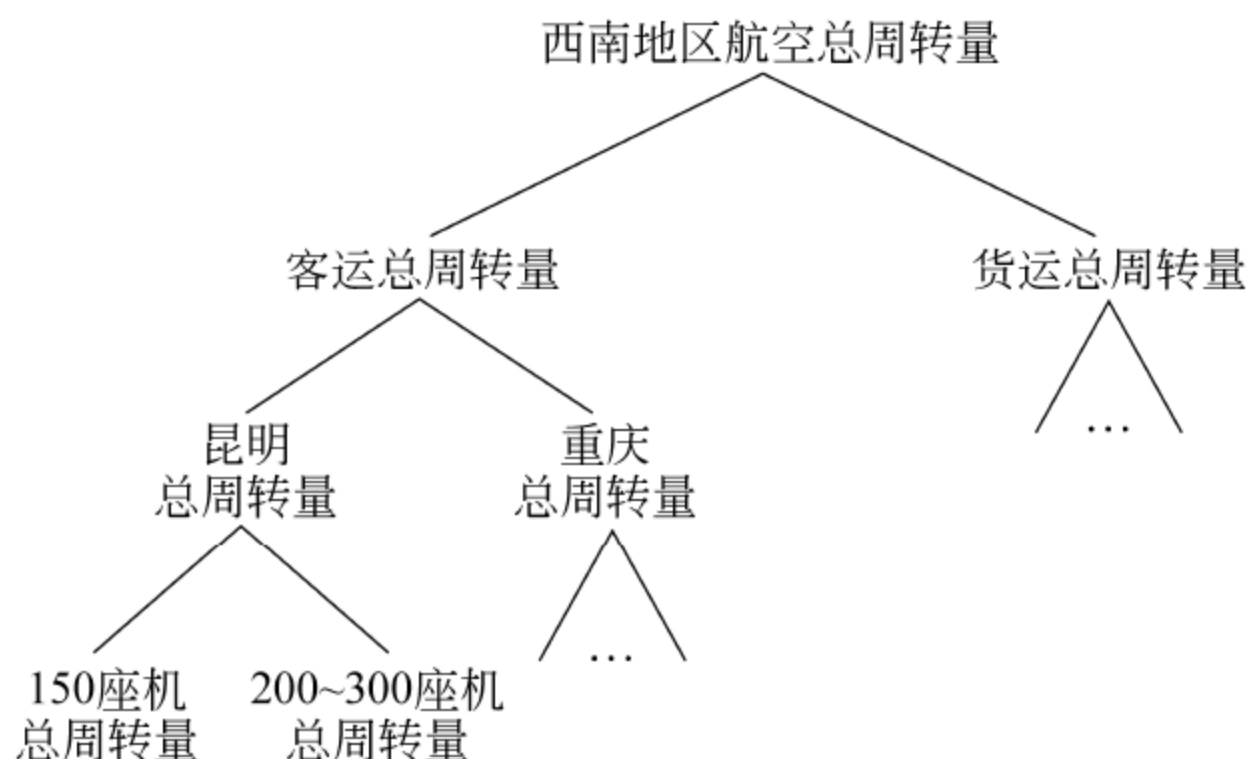 西南地区航空总周转量
客运总周转量
货运总周转量
昆明
总周转量
重庆
总周转量
…
…
150座机
总周转量
200~300座机
总周转量